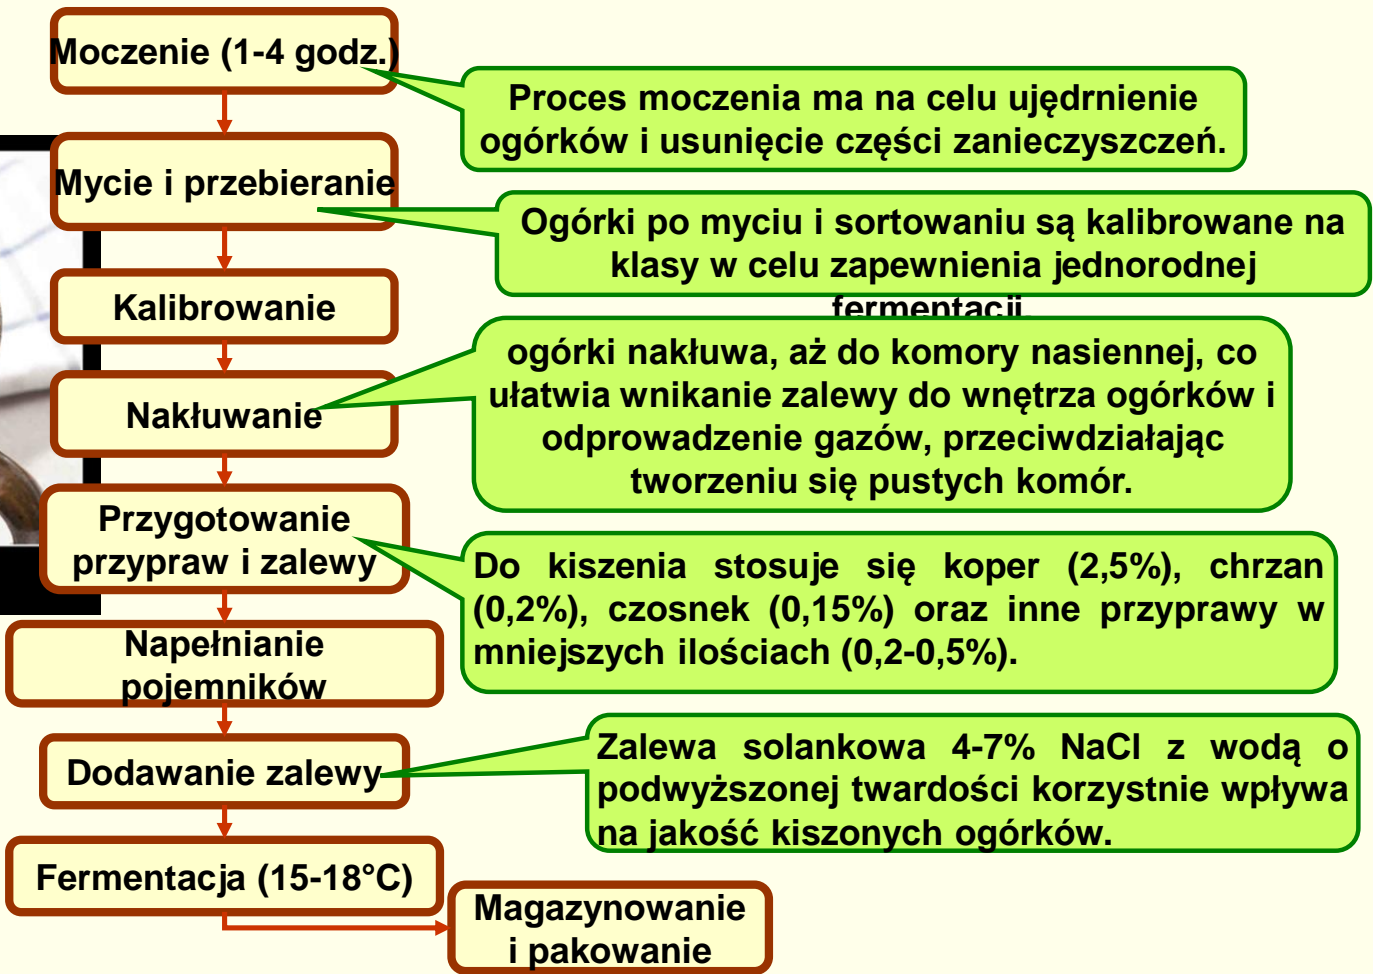 Moczenie (1-4 godz.)
Proces moczenia ma na celu ujędrnienie
ogórków i usunięcie części zanieczyszczeń.
Mycie i przebieranie
Ogórki po myciu i sortowaniu są kalibrowane na
klasy w celu zapewnienia jednorodnej
fermentacji.
Kalibrowanie
ogórki nakłuwa, aż do komory nasiennej, co
ułatwia wnikanie zalewy do wnętrza ogórków i
odprowadzenie gazów, przeciwdziałając
tworzeniu się pustych komór.
Nakłuwanie
Przygotowanie
przypraw i zalewy
Do kiszenia stosuje się koper (2,5%), chrzan
(0,2%), czosnek (0,15%) oraz inne przyprawy w
mniejszych ilościach (0,2-0,5%).
Napełnianie
pojemników
Dodawanie zalewy
Zalewa solankowa 4-7% NaCl z wodą o
podwyższonej twardości korzystnie wpływa
na jakość kiszonych ogórków.
Fermentacja (15-18°C)
Magazynowanie
i pakowanie